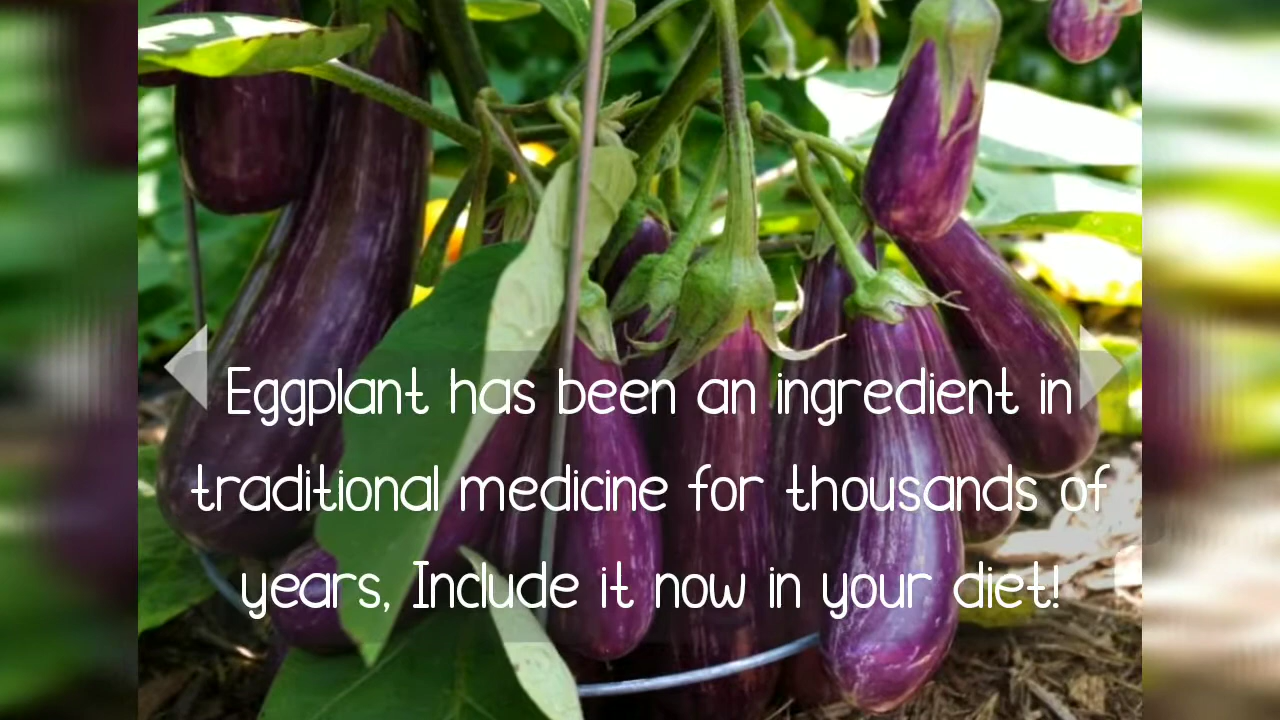 Eggplant has been an ingredient in
traditional medicine for thousands of
years, Include it now in your diet!